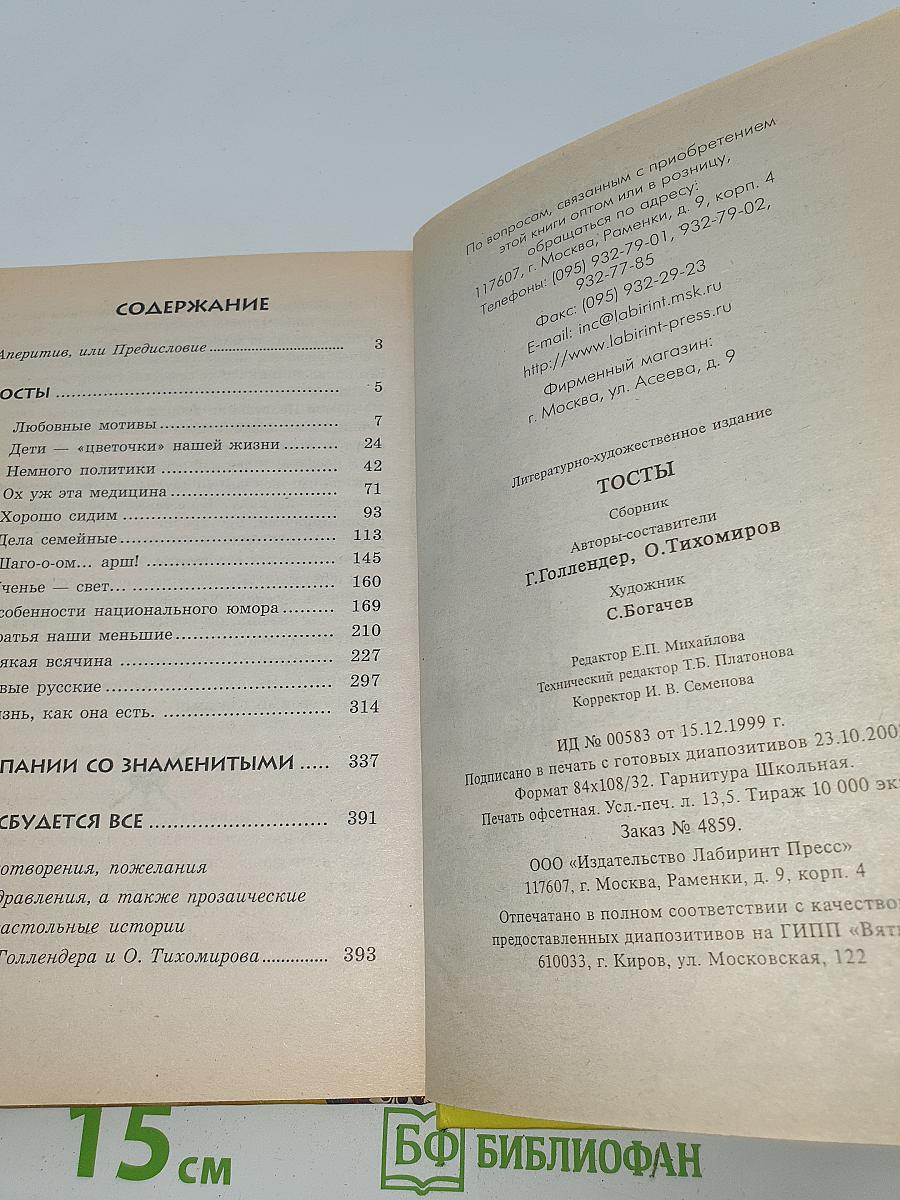 СОДЕРЖАНИЕ
Аперитив, или Предисловие .................... 3
ОСТЫ .................... 5
Любовные мотивы .................... 7
Дети — «цветочки» нашей жизни .......... 24
Немного политики .................... 42
Ох уж эта медицина .................... 71
Хорошо сидим .................... 93
Дела семейные .................... 113
Шаго-о-ом... арш! .................... 145
ченье — свет... .................... 160
собенности национального юмора ........ 169
ратья наши меньшие .................... 210
якая всячина .................... 227
вые русские .................... 297
изнь, как она есть. .................... 314
ПАНИИ СО ЗНАМЕНИТЫМИ ..... 337
СБУДЕТСЯ ВСЕ .................... 391
отворения, пожелания
дравления, а также прозаические
астольные истории
Голлендера и О. Тихомирова .............. 393
По вопросам, связанным с приобретением
этой книги оптом или в розницу,
обращаться по адресу:
117607, г. Москва, Раменки, д. 9, корп. 4
Телефоны: (095) 932-79-01, 932-79-02,
932-77-85
Факс: (095) 932-29-23
E-mail: inc@labirint.msk.ru
http://www.labirint-press.ru
Фирменный магазин:
г. Москва, ул. Асеева, д. 9
Литературно-художественное издание
ТОСТЫ
Сборник
Авторы-составители
Г.Голлендер, О.Тихомиров
Художник
С.Богачев
Редактор Е.П. Михайлова
Технический редактор Т.Б. Платонова
Корректор И. В. Семенова
ИД № 00583 от 15.12.1999 г.
Подписано в печать с готовых диапозитивов 23.10.200
Формат 84х108/32. Гарнитура Школьная.
Печать офсетная. Усл.-печ. л. 13,5. Тираж 10 000 экз
Заказ № 4859.
ООО «Издательство Лабиринт Пресс»
117607, г. Москва, Раменки, д. 9, корп. 4
Отпечатано в полном соответствии с качество
предоставленных диапозитивов на ГИПП «Вятк
610033, г. Киров, ул. Московская, 122
15 см
БФ БИБЛИОФАН